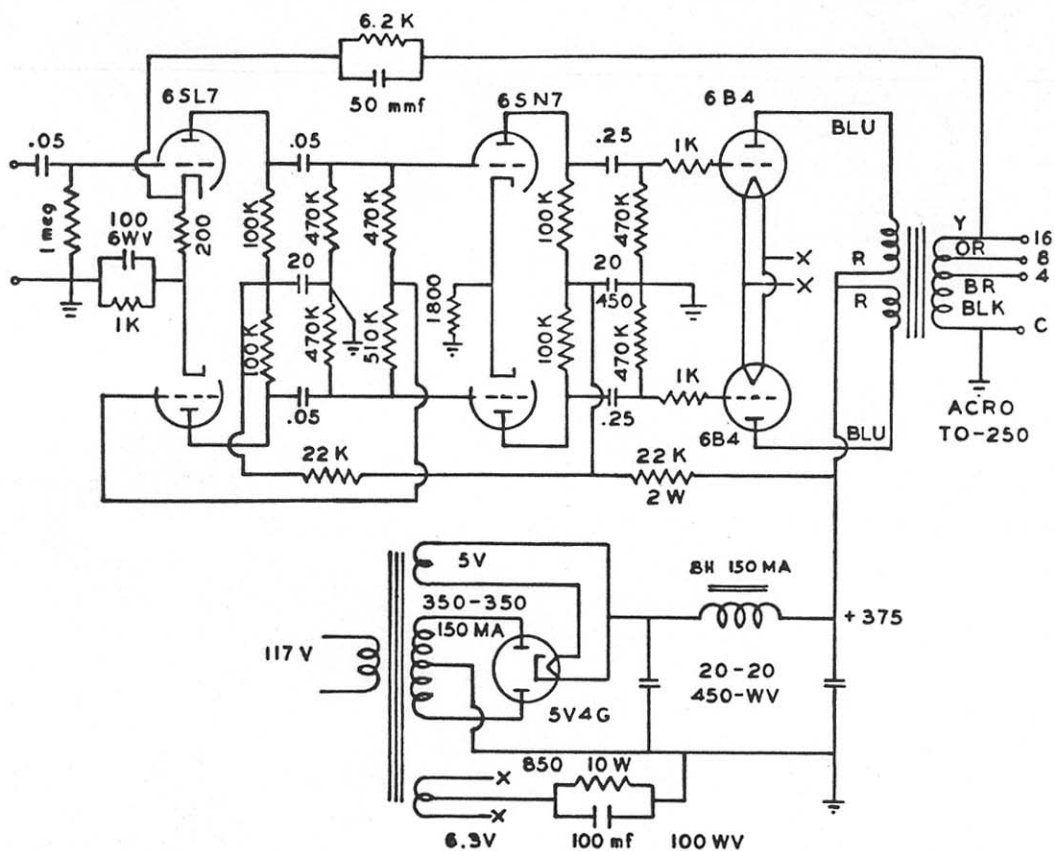 6.2 K
50 mmf
6SL7
6SN7
6B4
BLU
.05
.05
.25
1K
1 meg
100
6WV
1K
200
100K
470K
470K
20
100K
470K
510K
.05
1800
100K
20
450
100K
470K
470K
.25
1K
6B4
BLU
R
R
Y
OR
BR
BLK
16
8
4
C
ACRO
TO-250
X
X
22 K
22 K
2 W
117 V
5V
350-350
150 MA
5V4G
8H 150 MA
+375
20-20
450-WV
850 10 W
100 mf 100 WV
X
X
6.3V